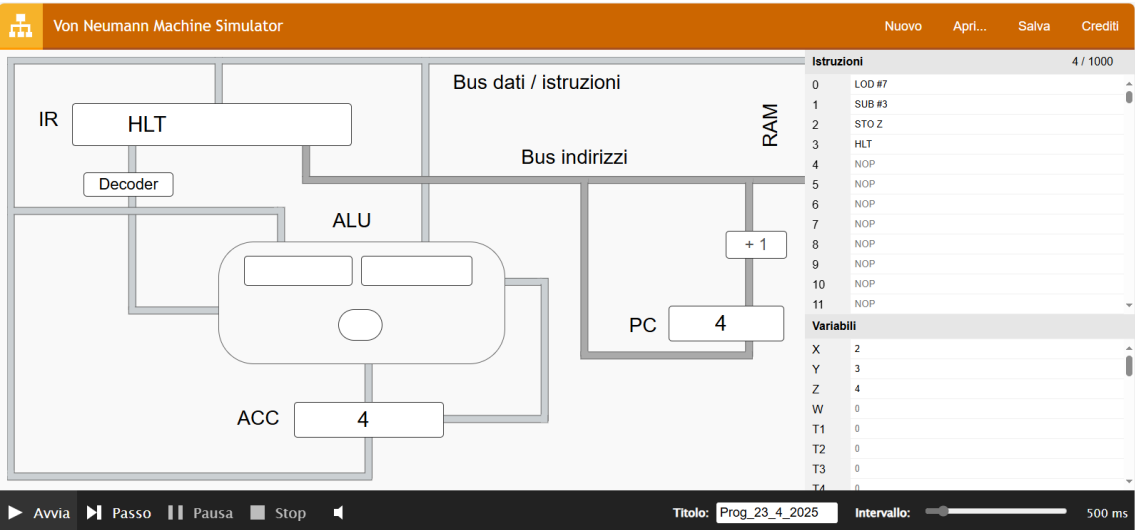 Von Neumann Machine Simulator
Nuovo
Apri...
Salva
Crediti
Bus dati / istruzioni
IR
HLT
RAM
Bus indirizzi
Decoder
ALU
+ 1
PC
4
ACC
4
Istruzioni 4 / 1000
0 LOD #7
1 SUB #3
2 STO Z
3 HLT
4 NOP
5 NOP
6 NOP
7 NOP
8 NOP
9 NOP
10 NOP
11 NOP
Variabili
X 2
Y 3
Z 4
W 0
T1 0
T2 0
T3 0
T4 0
Avvia
Passo
Pausa
Stop
Titolo: Prog_23_4_2025
Intervallo: 500 ms